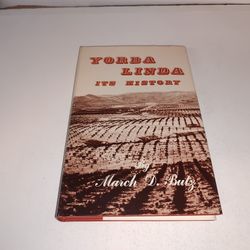 YORBA
LINDA
ITS HISTORY
By
March D. Butz